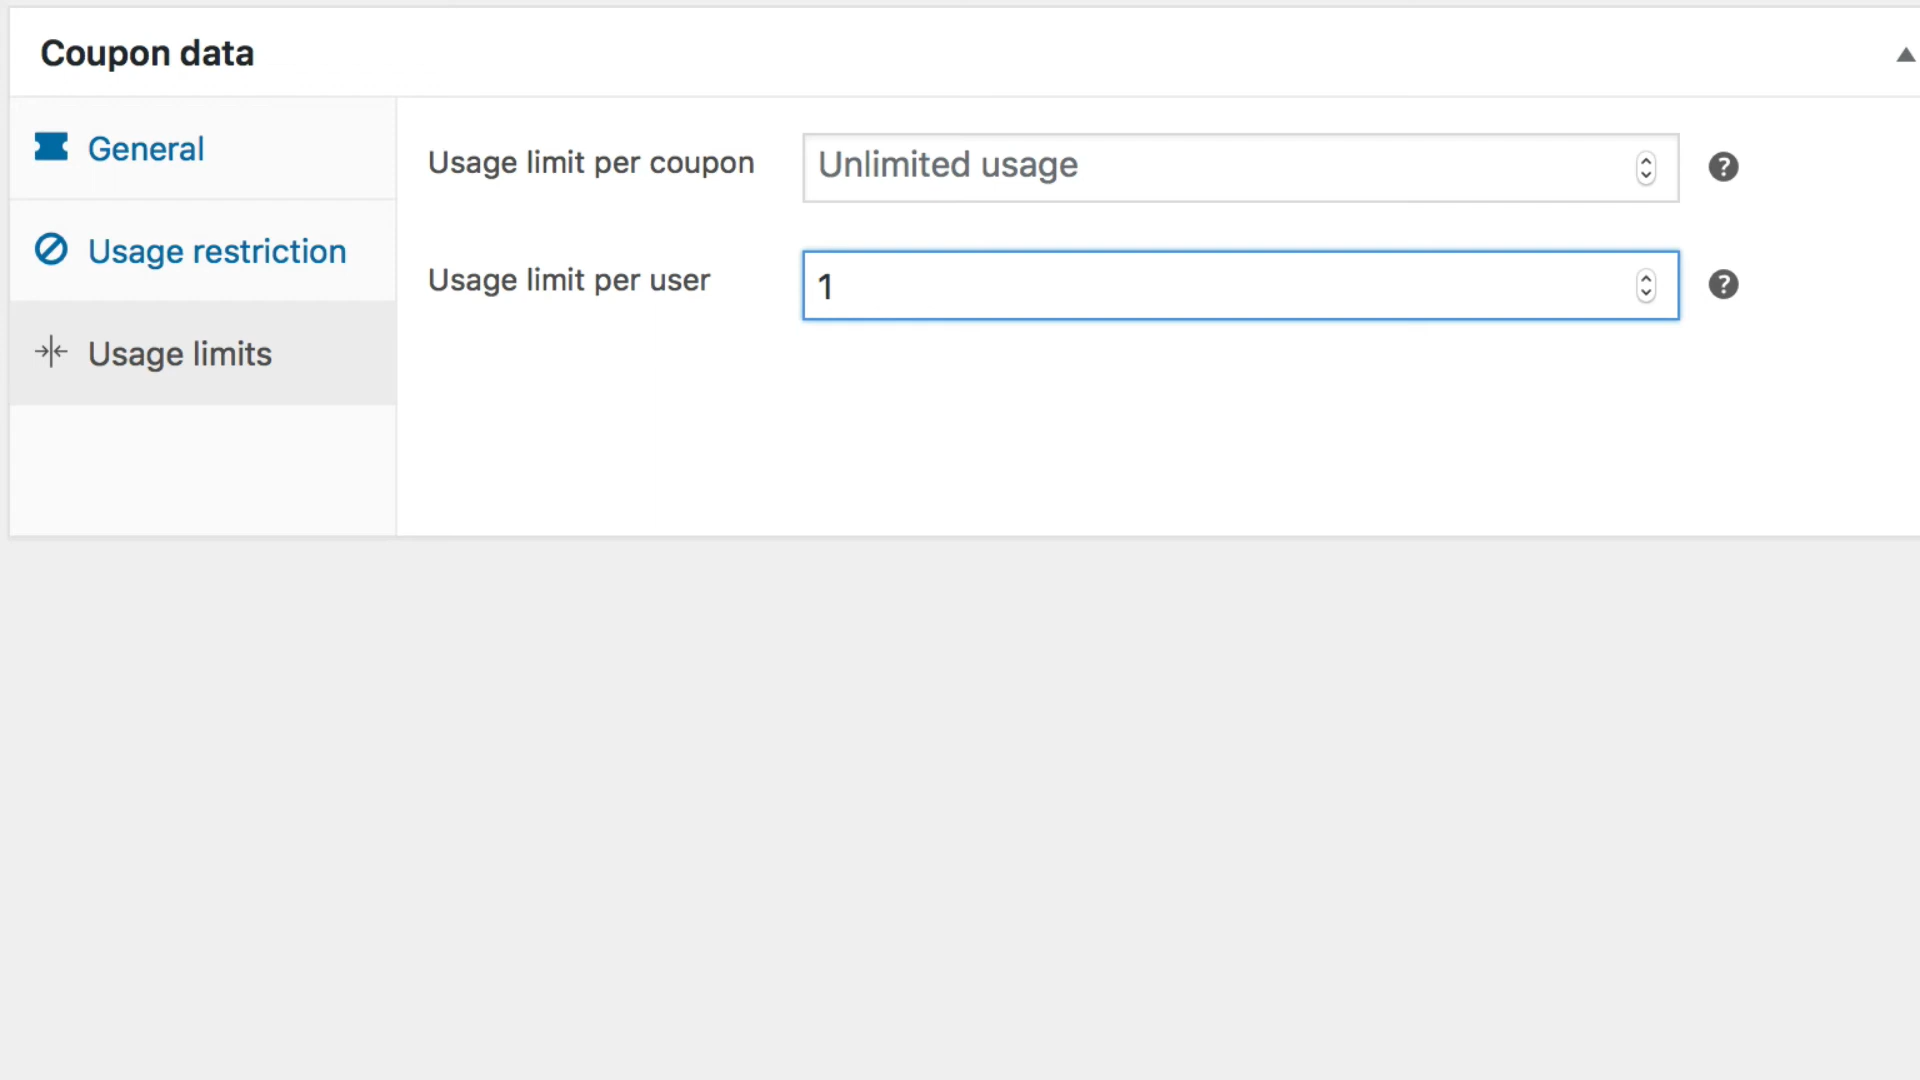 Coupon data
General
Usage restriction
Usage limits
Usage limit per coupon
Unlimited usage
?
Usage limit per user
1
?